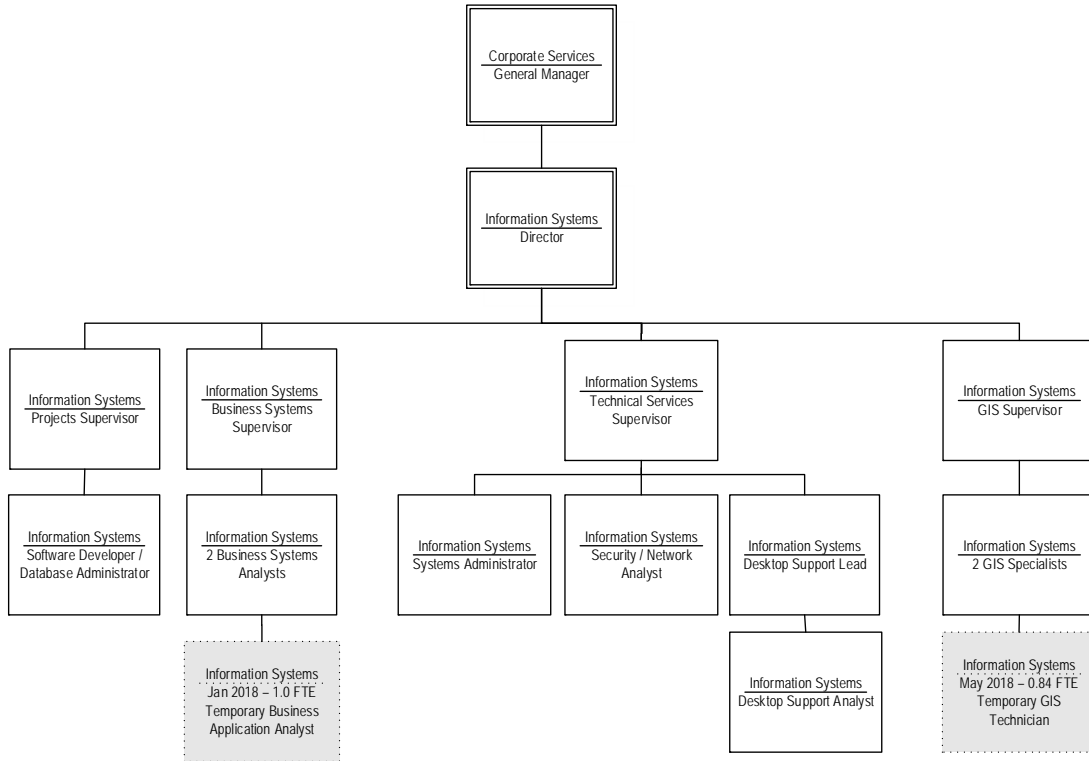 Corporate Services
General Manager
Information Systems
Director
Information Systems
Projects Supervisor
Information Systems
Business Systems
Supervisor
Information Systems
Technical Services
Supervisor
Information Systems
GIS Supervisor
Information Systems
Software Developer /
Database Administrator
Information Systems
2 Business Systems
Analysts
Information Systems
Systems Administrator
Information Systems
Security / Network
Analyst
Information Systems
Desktop Support Lead
Information Systems
2 GIS Specialists
Information Systems
Jan 2018 – 1.0 FTE
Temporary Business
Application Analyst
Information Systems
Desktop Support Analyst
Information Systems
May 2018 – 0.84 FTE
Temporary GIS
Technician